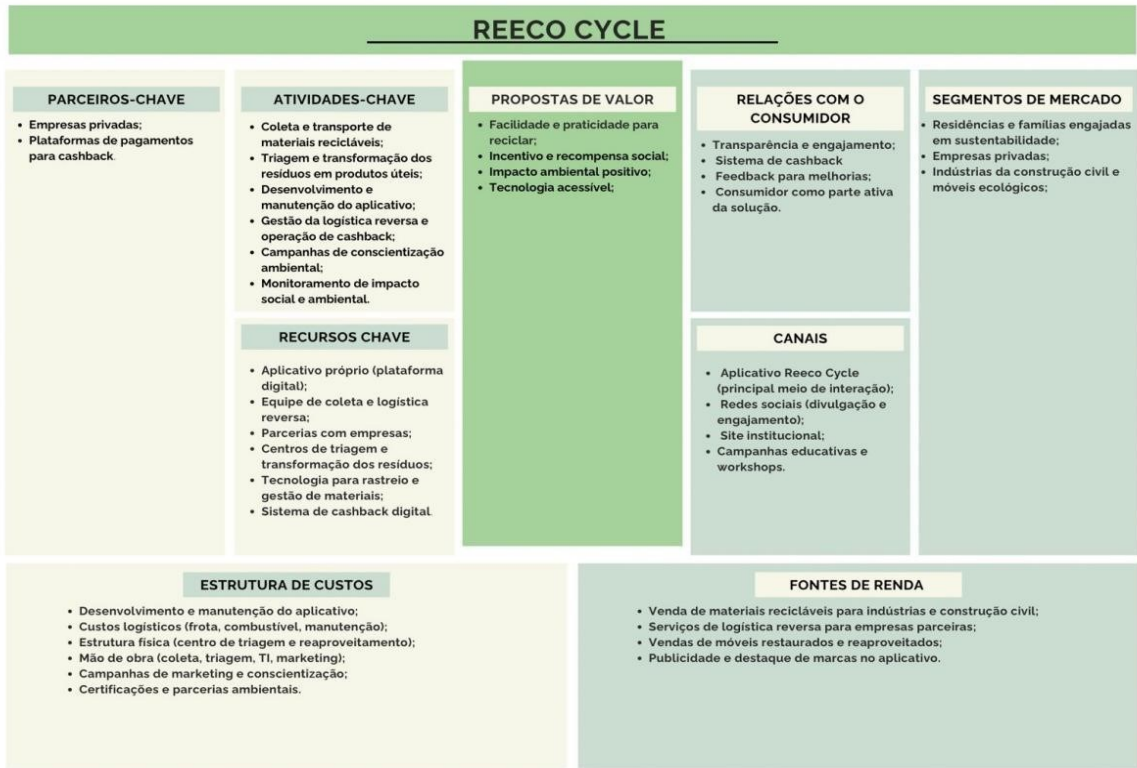 REECO CYCLE
PARCEIROS-CHAVE
• Empresas privadas;
• Plataformas de pagamentos
para cashback.
ATIVIDADES-CHAVE
• Coleta e transporte de
materiais recicláveis;
• Triagem e transformação dos
resíduos em produtos úteis;
• Desenvolvimento e
manutenção do aplicativo;
• Gestão da logística reversa e
operação de cashback;
• Campanhas de conscientização
ambiental;
• Monitoramento de impacto
social e ambiental.
RECURSOS CHAVE
• Aplicativo próprio (plataforma
digital);
• Equipe de coleta e logística
reversa;
• Parcerias com empresas;
• Centros de triagem e
transformação dos resíduos;
• Tecnologia para rastreio e
gestão de materiais;
• Sistema de cashback digital.
PROPOSTAS DE VALOR
• Facilidade e praticidade para
reciclar;
• Incentivo e recompensa social;
• Impacto ambiental positivo;
• Tecnologia acessível;
RELAÇÕES COM O
CONSUMIDOR
• Transparência e engajamento;
• Sistema de cashback
• Feedback para melhorias;
• Consumidor como parte ativa
da solução.
CANAIS
• Aplicativo Reeco Cycle
(principal meio de interação);
• Redes sociais (divulgação e
engajamento);
• Site institucional;
• Campanhas educativas e
workshops.
SEGMENTOS DE MERCADO
• Residências e famílias engajadas
em sustentabilidade;
• Empresas privadas;
• Indústrias da construção civil e
móveis ecológicos;
ESTRUTURA DE CUSTOS
• Desenvolvimento e manutenção do aplicativo;
• Custos logísticos (frota, combustível, manutenção);
• Estrutura física (centro de triagem e reaproveitamento);
• Mão de obra (coleta, triagem, TI, marketing);
• Campanhas de marketing e conscientização;
• Certificações e parcerias ambientais.
FONTES DE RENDA
• Venda de materiais recicláveis para indústrias e construção civil;
• Serviços de logística reversa para empresas parceiras;
• Vendas de móveis restaurados e reaproveitados;
• Publicidade e destaque de marcas no aplicativo.